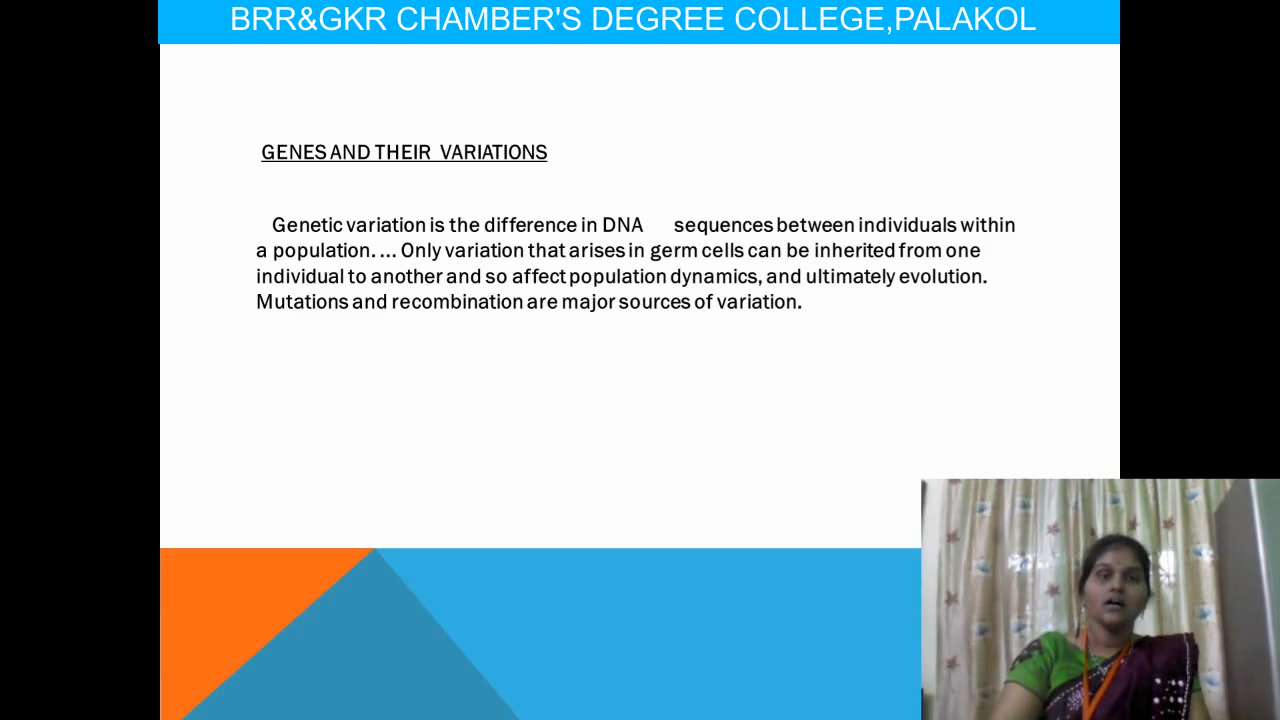 BRR&GKR CHAMBER'S DEGREE COLLEGE,PALAKOL
GENES AND THEIR VARIATIONS
Genetic variation is the difference in DNA sequences between individuals within
a population. ... Only variation that arises in germ cells can be inherited from one
individual to another and so affect population dynamics, and ultimately evolution.
Mutations and recombination are major sources of variation.